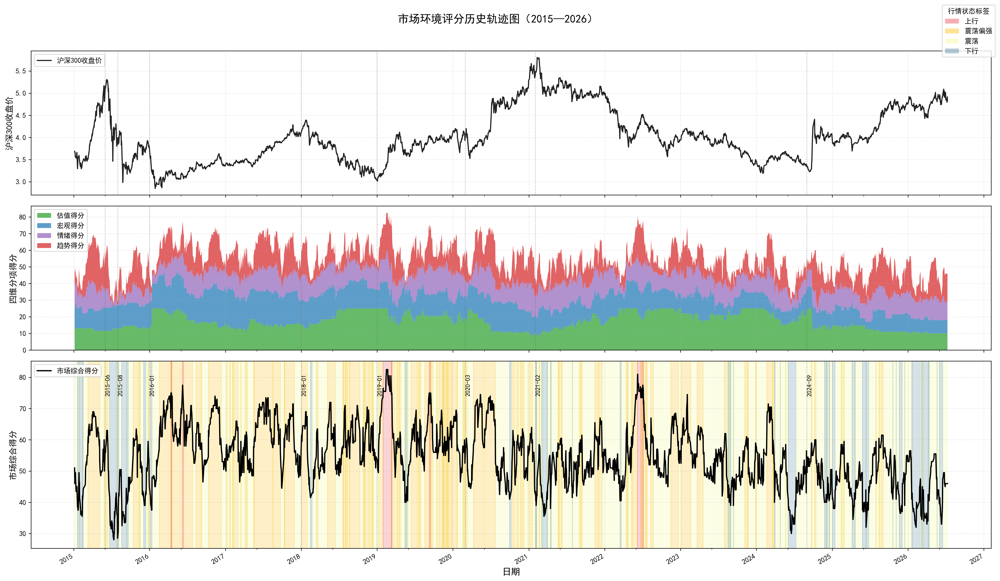 市场环境评分历史轨迹图（2015—2026）
行情状态标签
上行
震荡偏强
震荡
下行
沪深300收盘价
沪深300收盘价
5.5
5.0
4.5
4.0
3.5
3.0
估值得分
宏观得分
情绪得分
趋势得分
四维分项得分
80
70
60
50
40
30
20
10
0
市场综合得分
市场综合得分
80
70
60
50
40
30
2015-06
2015-08
2016-01
2018-01
2019-01
2020-03
2021-02
2024-09
2015
2016
2017
2018
2019
2020
2021
2022
2023
2024
2025
2026
2027
日期